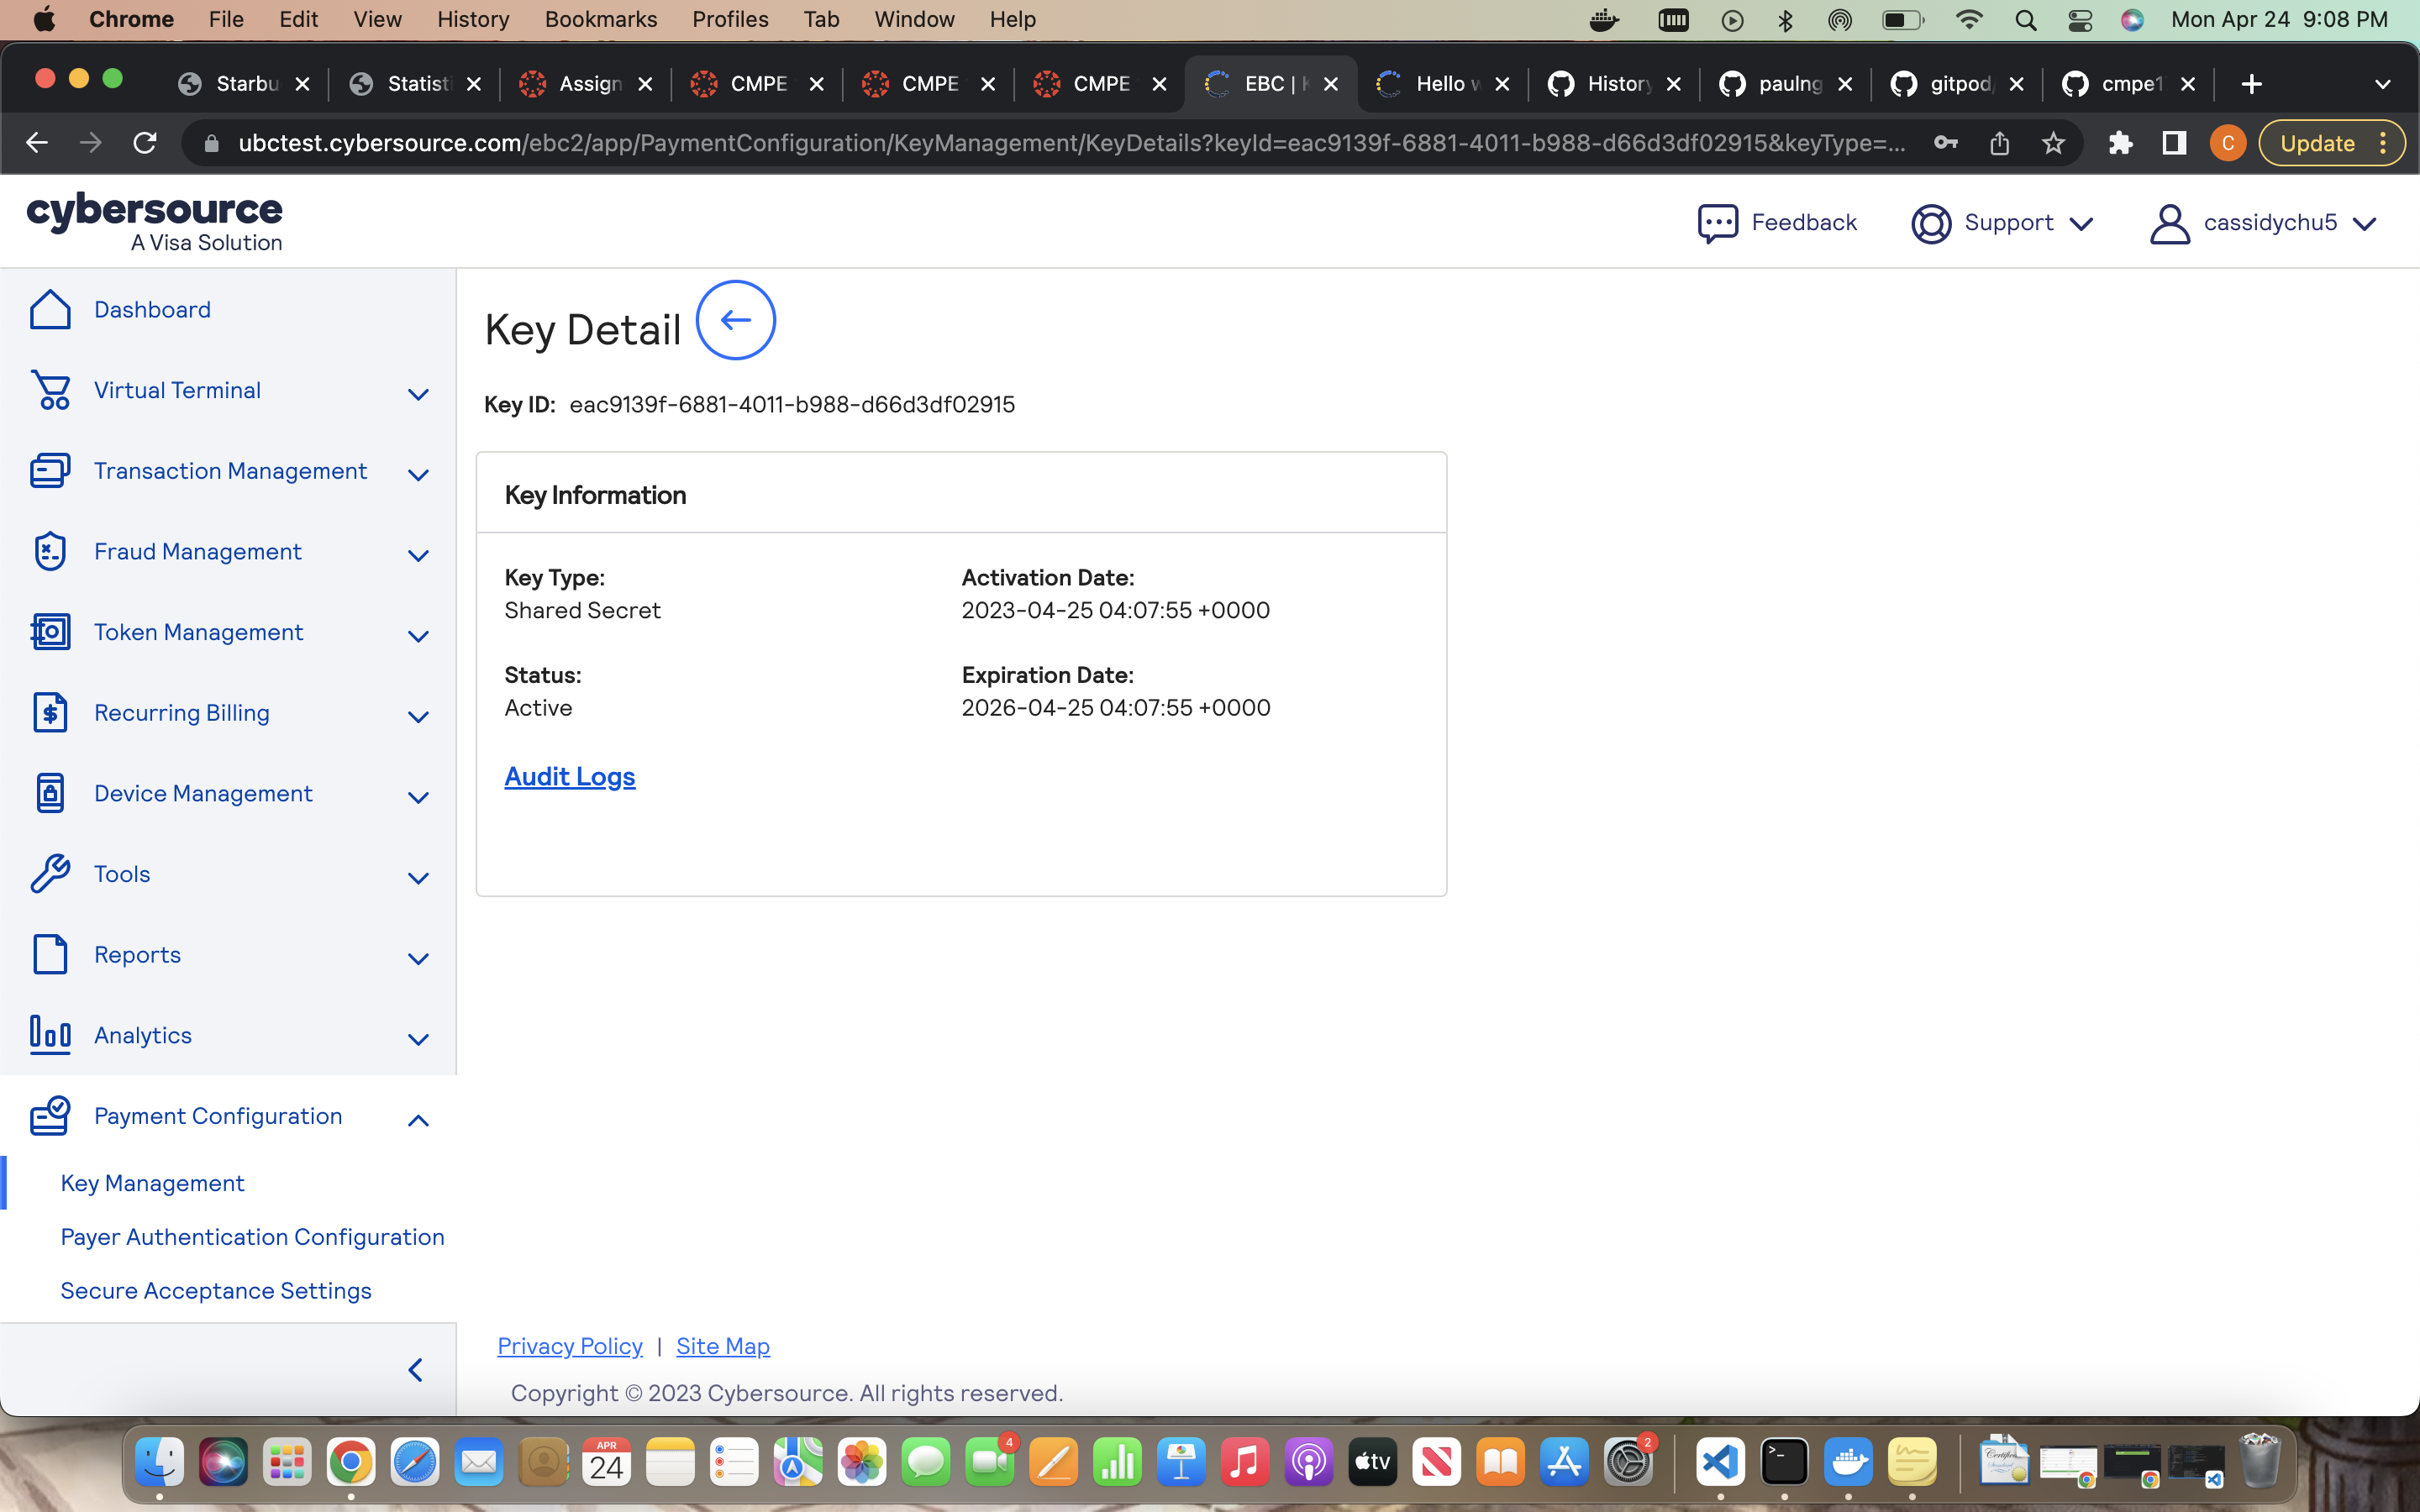 Chrome File Edit View History Bookmarks Profiles Tab Window Help Mon Apr 24 9:08 PM
Starbu Statisti Assign CMPE CMPE CMPE EBC | K Hello w History paulng gitpod/ cmpe1
ubctest.cybersource.com/ebc2/app/PaymentConfiguration/KeyManagement/KeyDetails?keyId=eac9139f-6881-4011-b988-d66d3df02915&keyType=... C Update
cybersource
A Visa Solution
Feedback Support cassidychu5
Dashboard
Virtual Terminal
Transaction Management
Fraud Management
Token Management
Recurring Billing
Device Management
Tools
Reports
Analytics
Payment Configuration
Key Management
Payer Authentication Configuration
Secure Acceptance Settings
Key Detail
Key ID: eac9139f-6881-4011-b988-d66d3df02915
Key Information
Key Type:
Shared Secret
Activation Date:
2023-04-25 04:07:55 +0000
Status:
Active
Expiration Date:
2026-04-25 04:07:55 +0000
Audit Logs
Privacy Policy | Site Map
Copyright © 2023 Cybersource. All rights reserved.
APR
24
4
tv
2